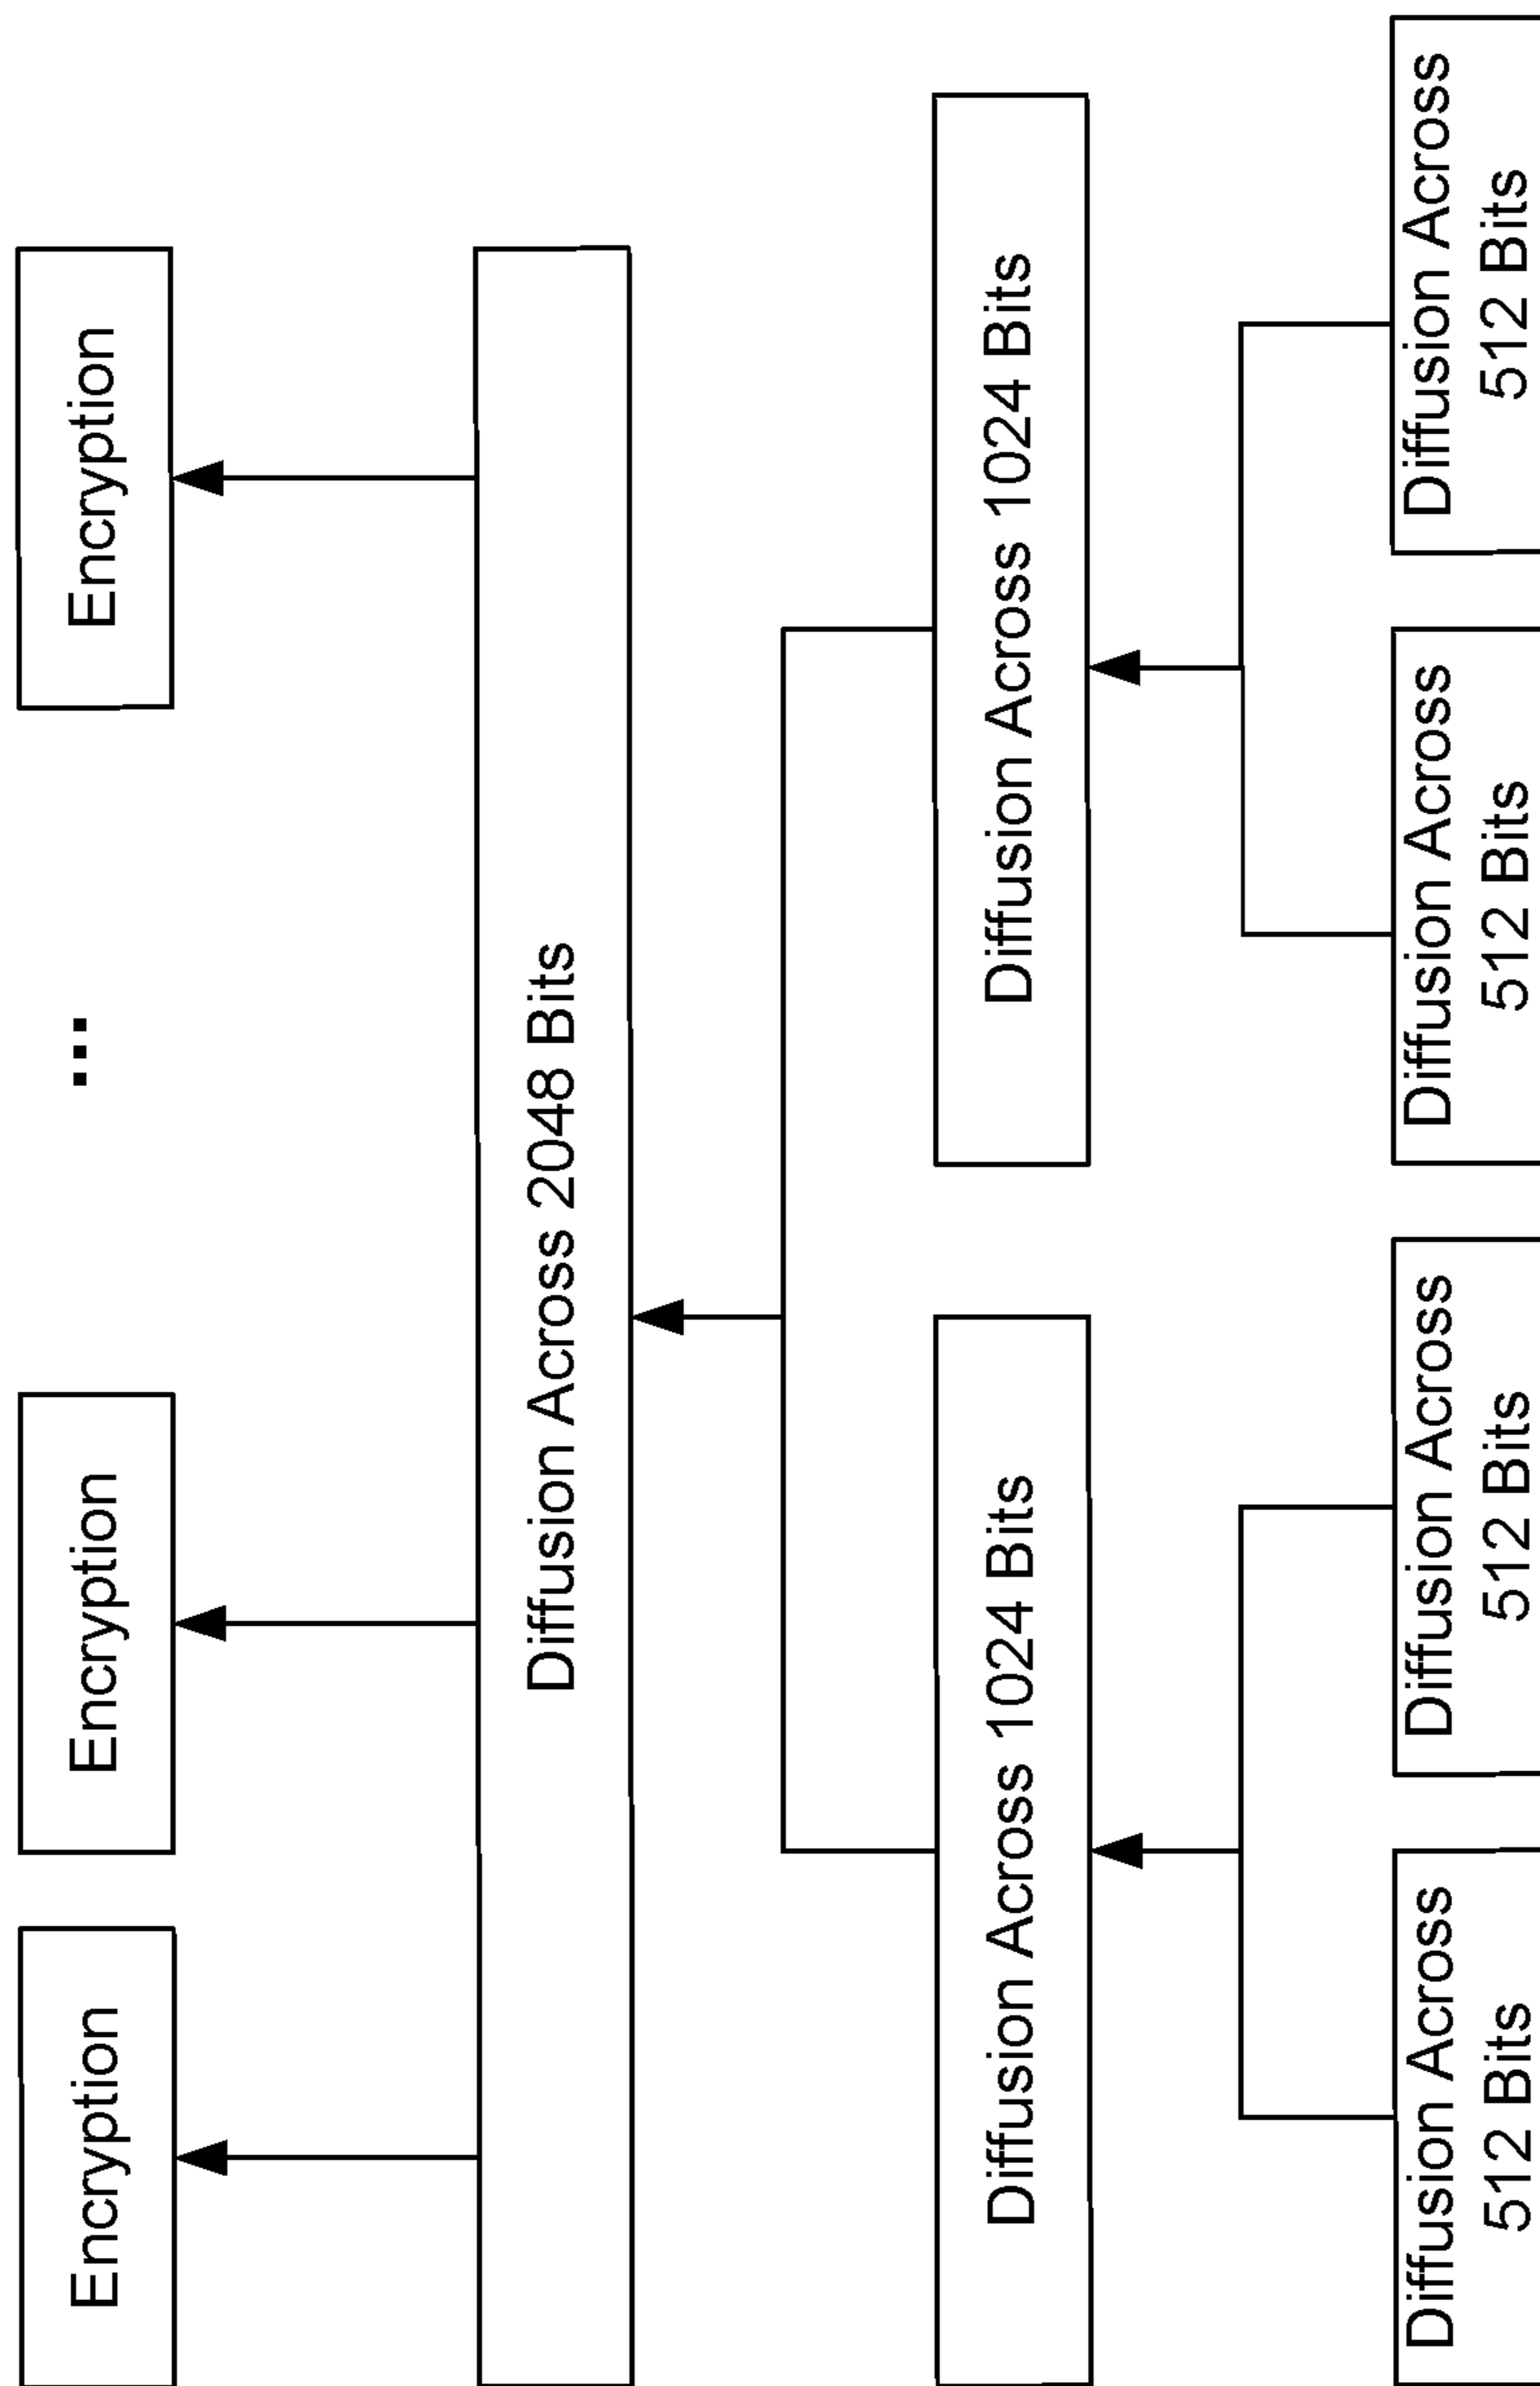 Encryption
Encryption
...
Encryption
Diffusion Across 2048 Bits
Diffusion Across 1024 Bits
Diffusion Across 1024 Bits
Diffusion Across
512 Bits
Diffusion Across
512 Bits
Diffusion Across
512 Bits
Diffusion Across
512 Bits